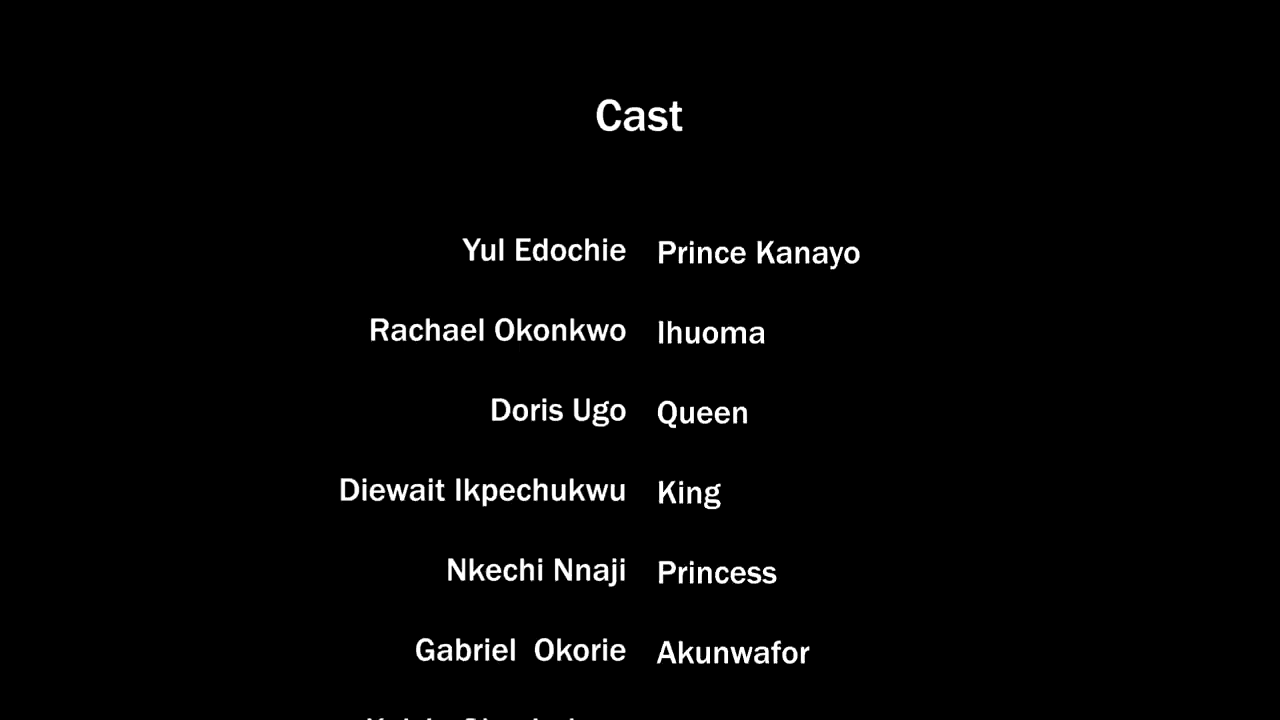 Cast
Yul Edochie Prince Kanayo
Rachael Okonkwo Ihuoma
Doris Ugo Queen
Diewait Ikpechukwu King
Nkechi Nnaji Princess
Gabriel Okorie Akunwafor